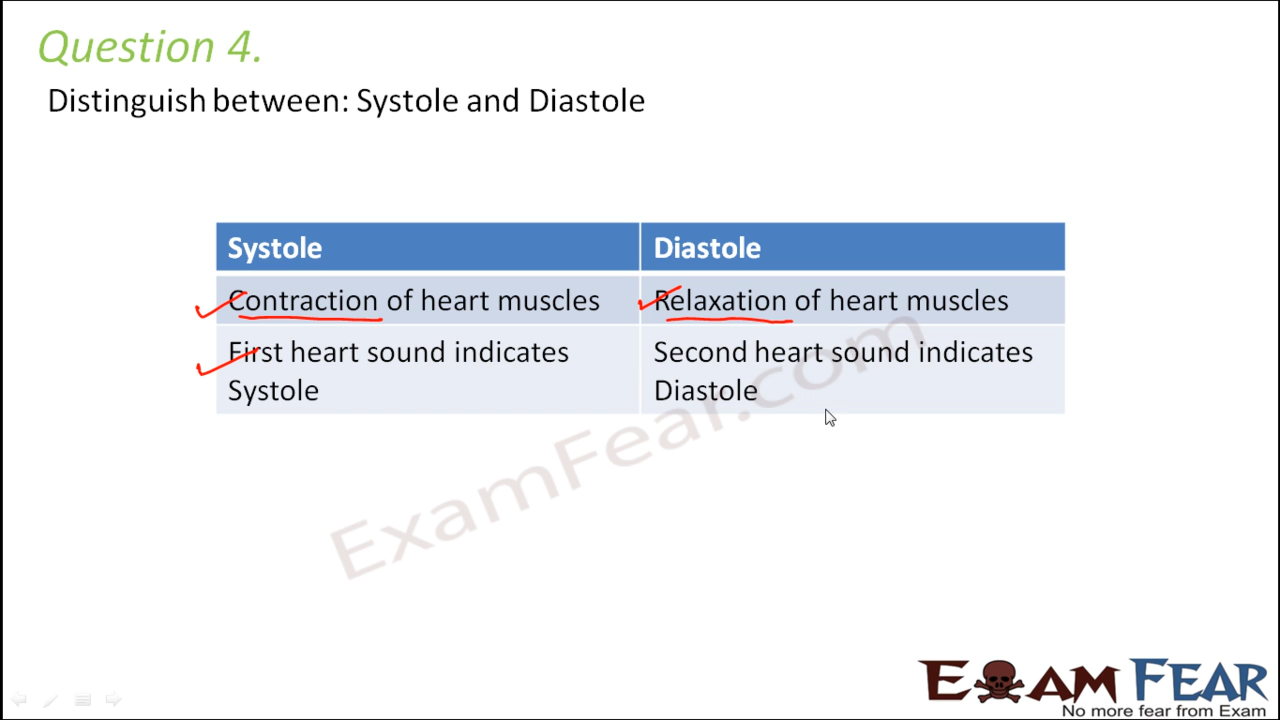 Question 4.
Distinguish between: Systole and Diastole
Systole
Diastole
Contraction of heart muscles
Relaxation of heart muscles
First heart sound indicates
Systole
Second heart sound indicates
Diastole
ExamFear.com
EXAM FEAR
No more fear from Exam